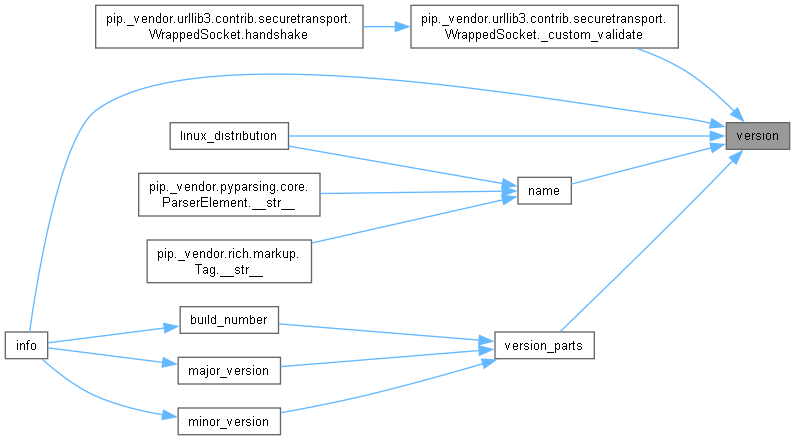 pip._vendor.urllib3.contrib.securetransport.
WrappedSocket.handshake
pip._vendor.urllib3.contrib.securetransport.
WrappedSocket._custom_validate
version
linux_distribution
pip._vendor.pyparsing.core.
ParserElement.__str__
name
pip._vendor.rich.markup.
Tag.__str__
build_number
info
version_parts
major_version
minor_version